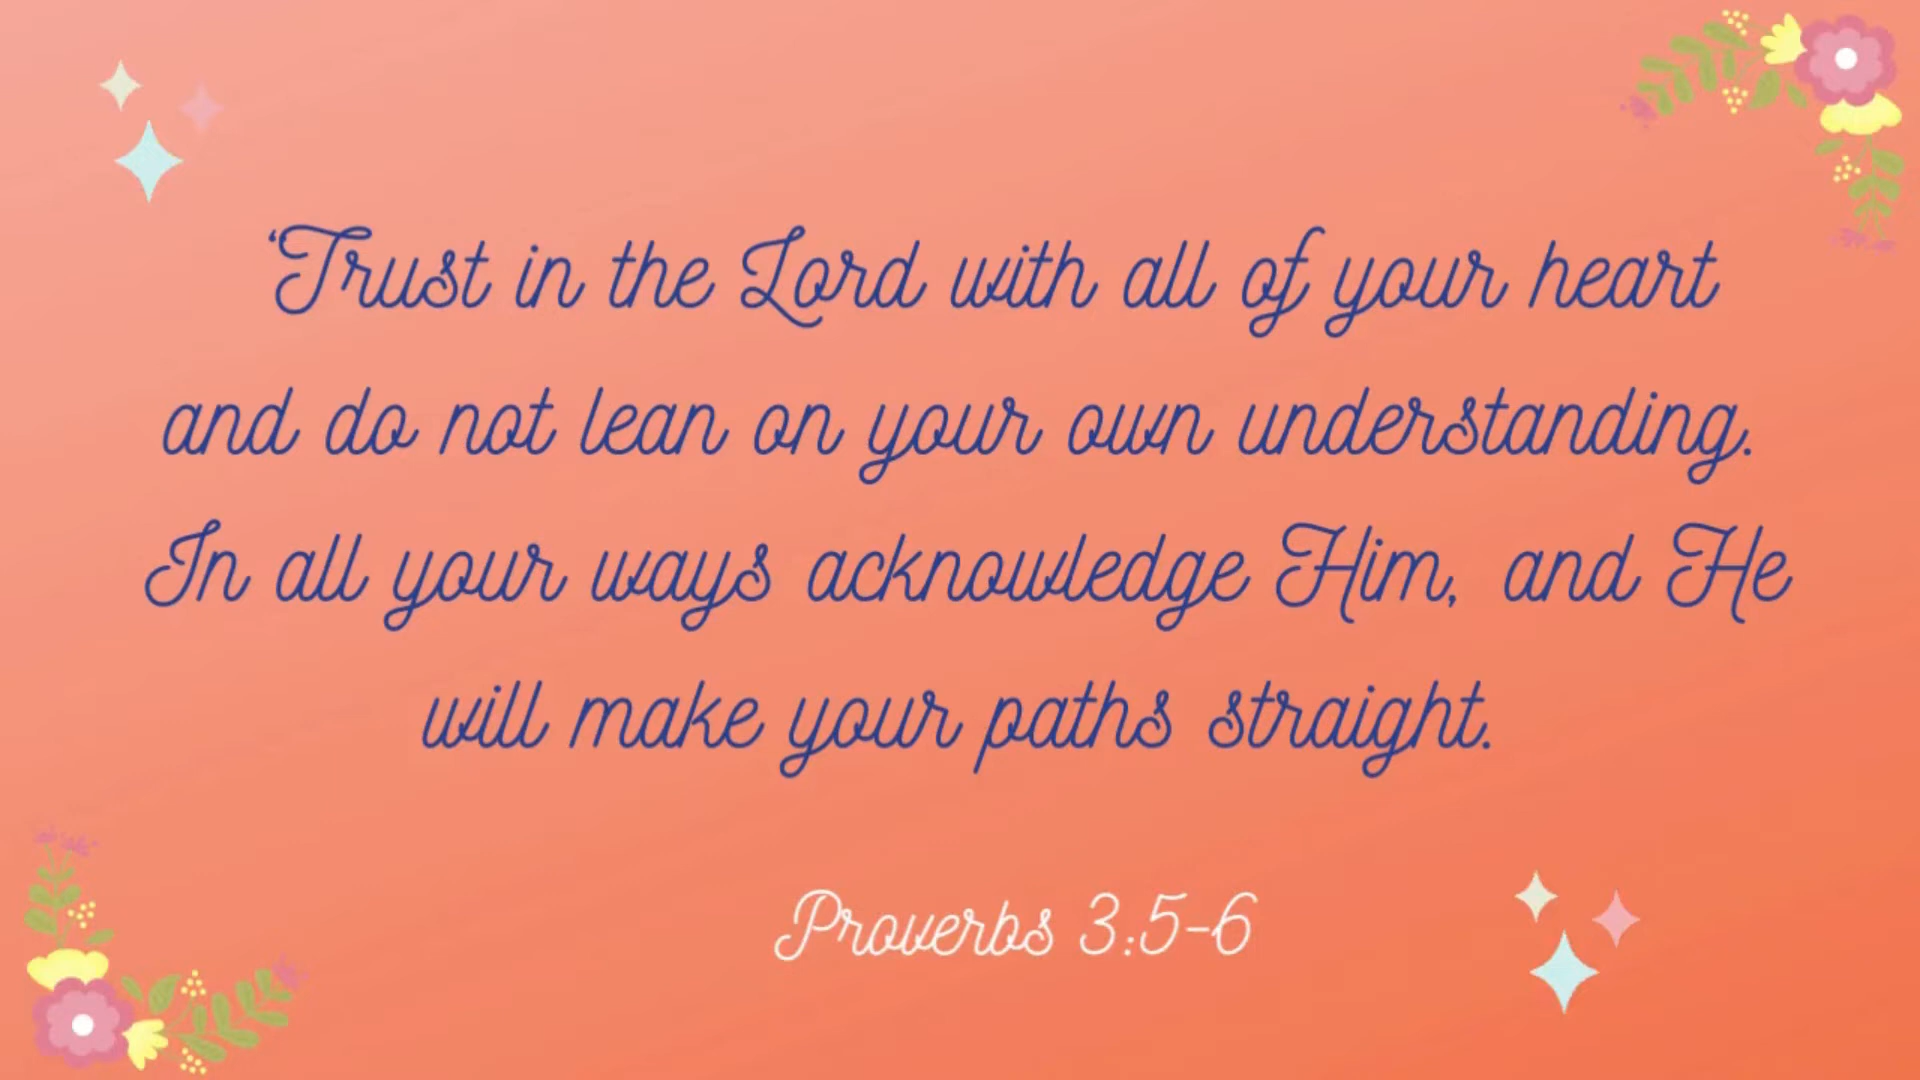 ‘Trust in the Lord with all of your heart
and do not lean on your own understanding.
In all your ways acknowledge Him, and He
will make your paths straight.
Proverbs 3:5-6